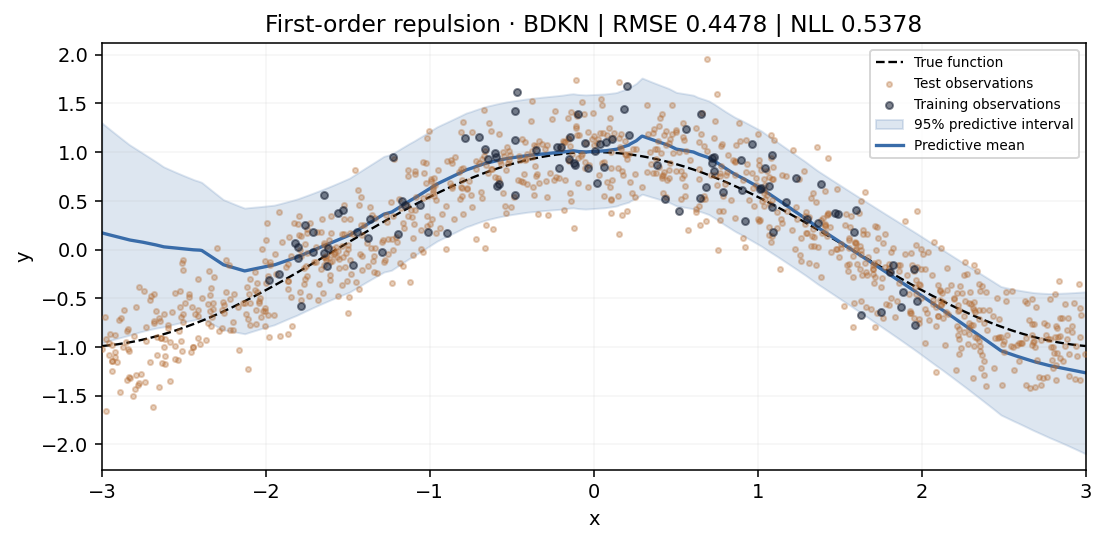 First-order repulsion · BDKN | RMSE 0.4478 | NLL 0.5378
True function
Test observations
Training observations
95% predictive interval
Predictive mean
y
2.0
1.5
1.0
0.5
0.0
−0.5
−1.0
−1.5
−2.0
−3 −2 −1 0 1 2 3
x